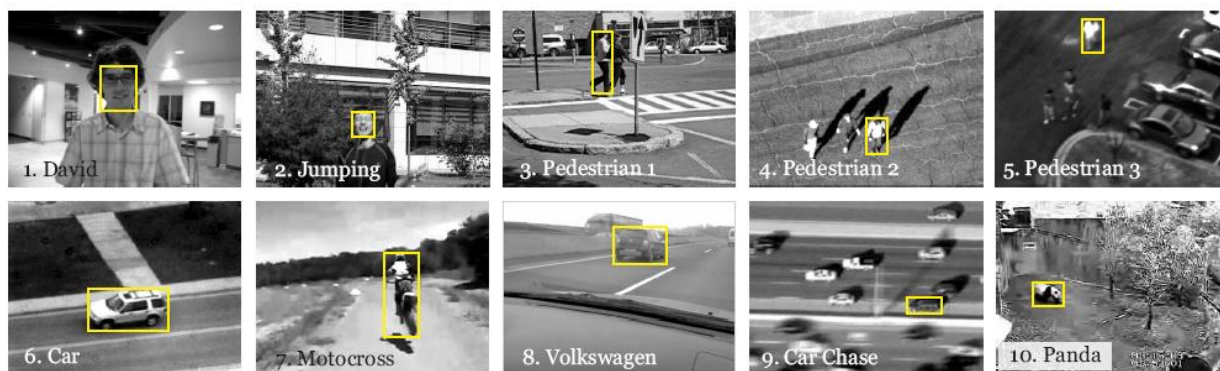 1. David
2. Jumping
3. Pedestrian 1
4. Pedestrian 2
5. Pedestrian 3
6. Car
7. Motocross
8. Volkswagen
9. Car Chase
10. Panda